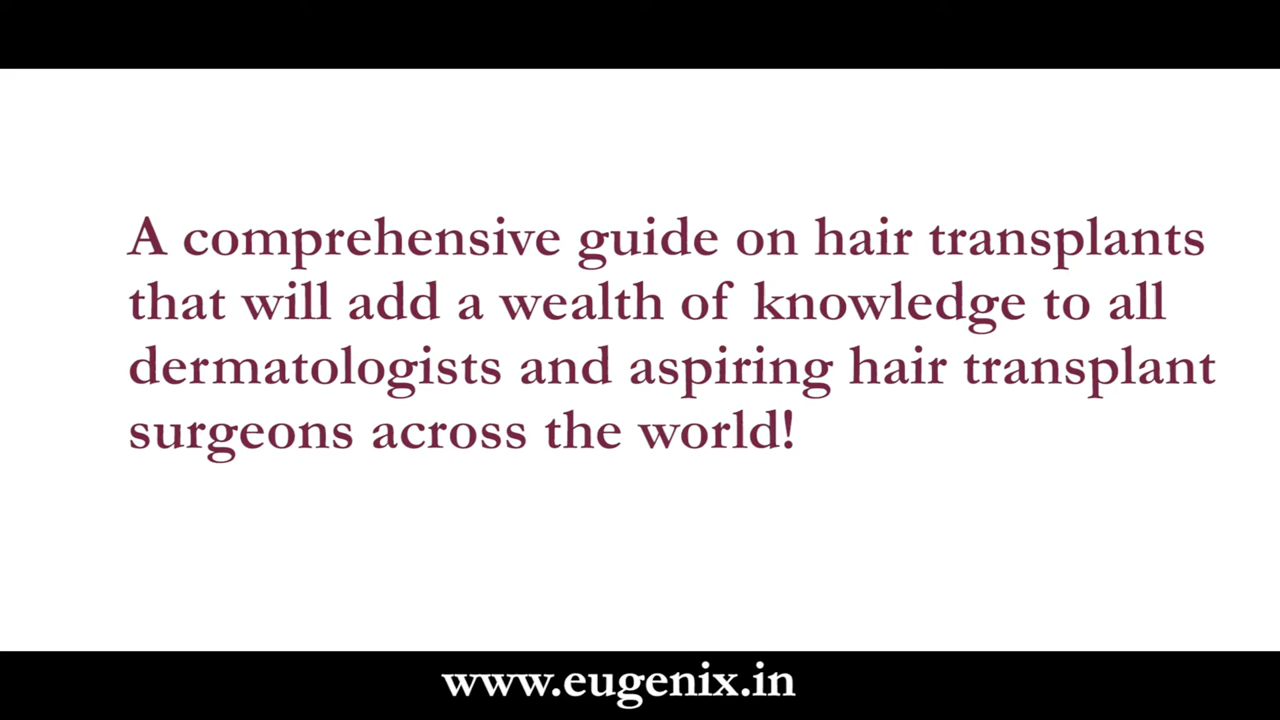 A comprehensive guide on hair transplants
that will add a wealth of knowledge to all
dermatologists and aspiring hair transplant
surgeons across the world!
www.eugenix.in